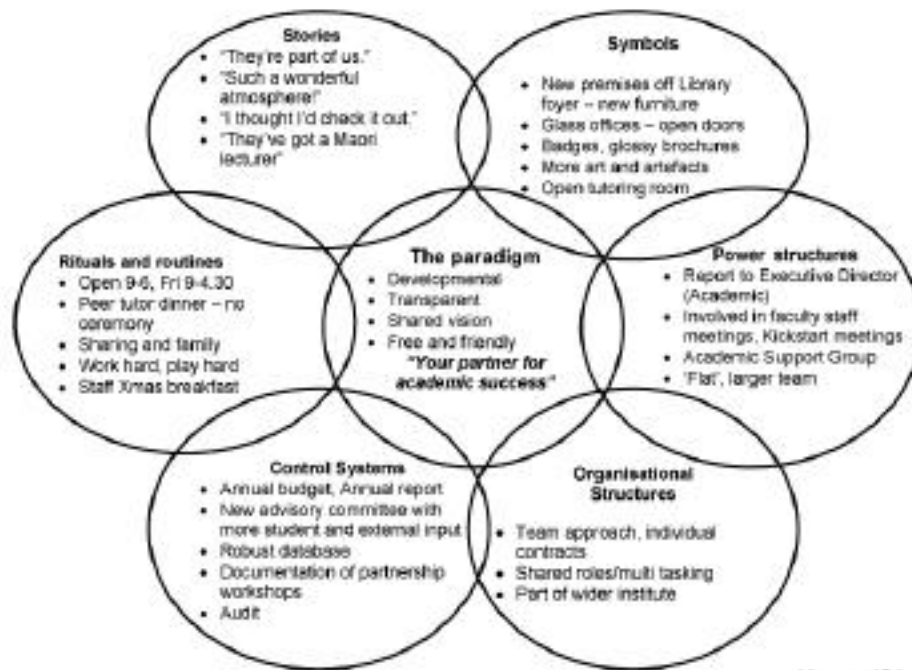 Stories
• "They're part of us."
• "Such a wonderful
atmosphere!"
• "I thought I'd check it out."
• "They've got a Maori
lecturer"
Symbols
• New premises off Library
foyer – new furniture
• Glass offices – open doors
• Badges, glossy brochures
• More art and artefacts
• Open tutoring room
Rituals and routines
• Open 9-6, Fri 9-4.30
• Peer tutor dinner – no
ceremony
• Sharing and family
• Work hard, play hard
• Staff Xmas breakfast
The paradigm
• Developmental
• Transparent
• Shared vision
• Free and friendly
"Your partner for
academic success"
Power structures
• Report to Executive Director
(Academic)
• Involved in faculty staff
meetings, Kickstart meetings
• Academic Support Group
• 'Flat', larger team
Control Systems
• Annual budget, Annual report
• New advisory committee with
more student and external input
• Robust database
• Documentation of partnership
workshops
• Audit
Organisational
Structures
• Team approach, individual
contracts
• Shared roles/multi tasking
• Part of wider institute